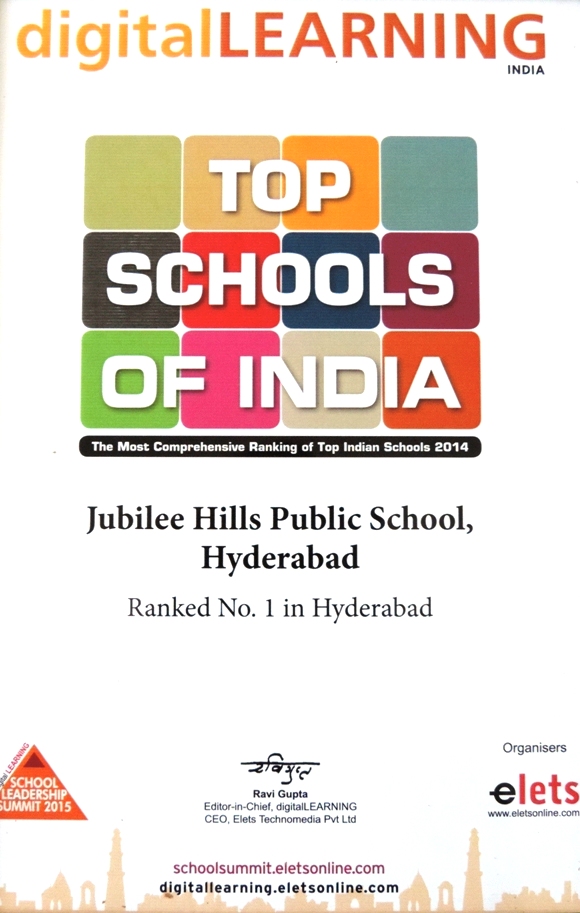 digitalLEARNING
INDIA
TOP
SCHOOLS
OF INDIA
The Most Comprehensive Ranking of Top Indian Schools 2014
Jubilee Hills Public School,
Hyderabad
Ranked No. 1 in Hyderabad
LEARNING
SCHOOL
LEADERSHIP
SUMMIT 2015
रविगुप्त
Ravi Gupta
Editor-in-Chief, digitalLEARNING
CEO, Elets Technomedia Pvt Ltd
Organisers
elets
www.eletsonline.com
schoolsummit.eletsonline.com
digitallearning.eletsonline.com